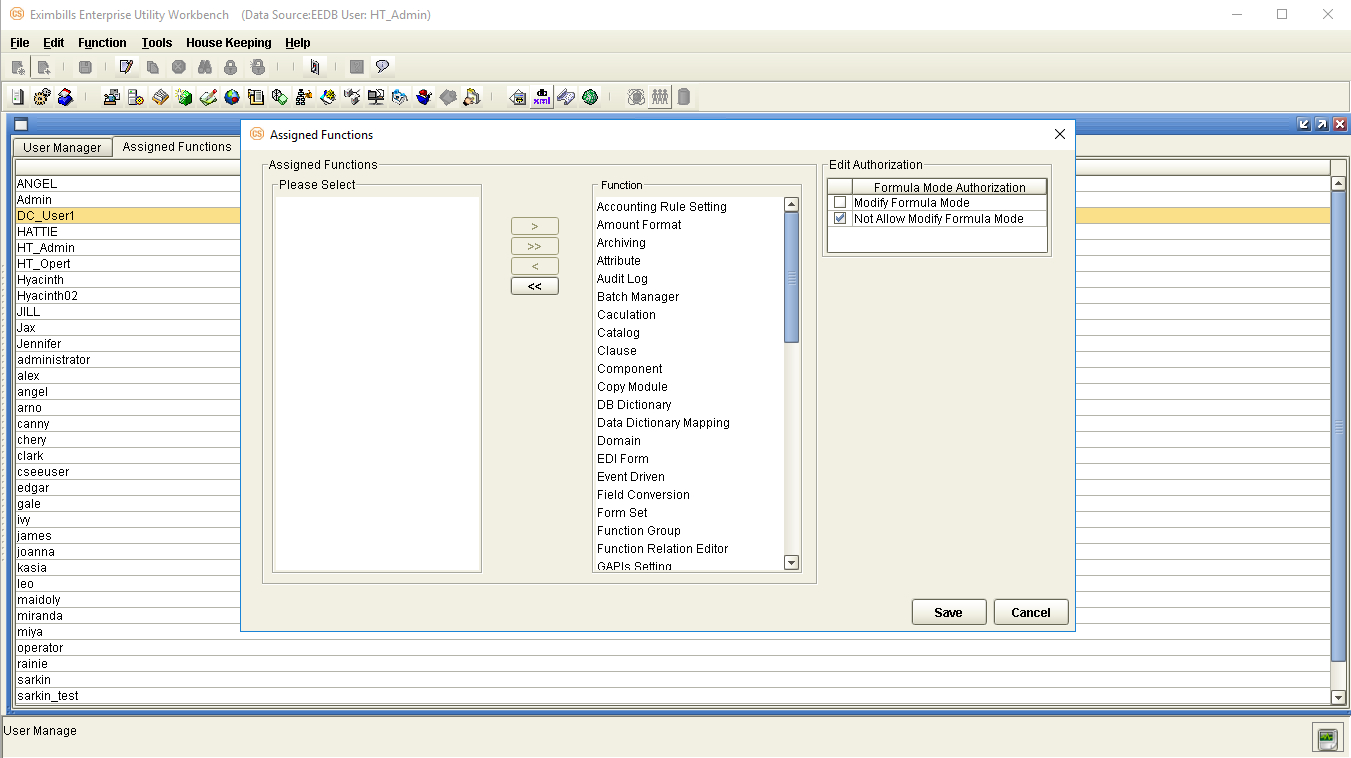 Eximbills Enterprise Utility Workbench (Data Source:EEDB User: HT_Admin)
File Edit Function Tools House Keeping Help
db
xml
User Manager Assigned Functions
ANGEL
Admin
DC_User1
HATTIE
HT_Admin
HT_Opert
Hyacinth
Hyacinth02
JILL
Jax
Jennifer
administrator
alex
angel
arno
canny
chery
clark
cseeuser
edgar
gale
ivy
james
joanna
kasia
leo
maidoly
miranda
miya
operator
rainie
sarkin
sarkin_test
CS Assigned Functions
Assigned Functions
Please Select
>
>>
<
<<
Function
Accounting Rule Setting
Amount Format
Archiving
Attribute
Audit Log
Batch Manager
Caculation
Catalog
Clause
Component
Copy Module
DB Dictionary
Data Dictionary Mapping
Domain
EDI Form
Event Driven
Field Conversion
Form Set
Function Group
Function Relation Editor
GAPIs Setting
Edit Authorization
Formula Mode Authorization
Modify Formula Mode
Not Allow Modify Formula Mode
Save Cancel
User Manage